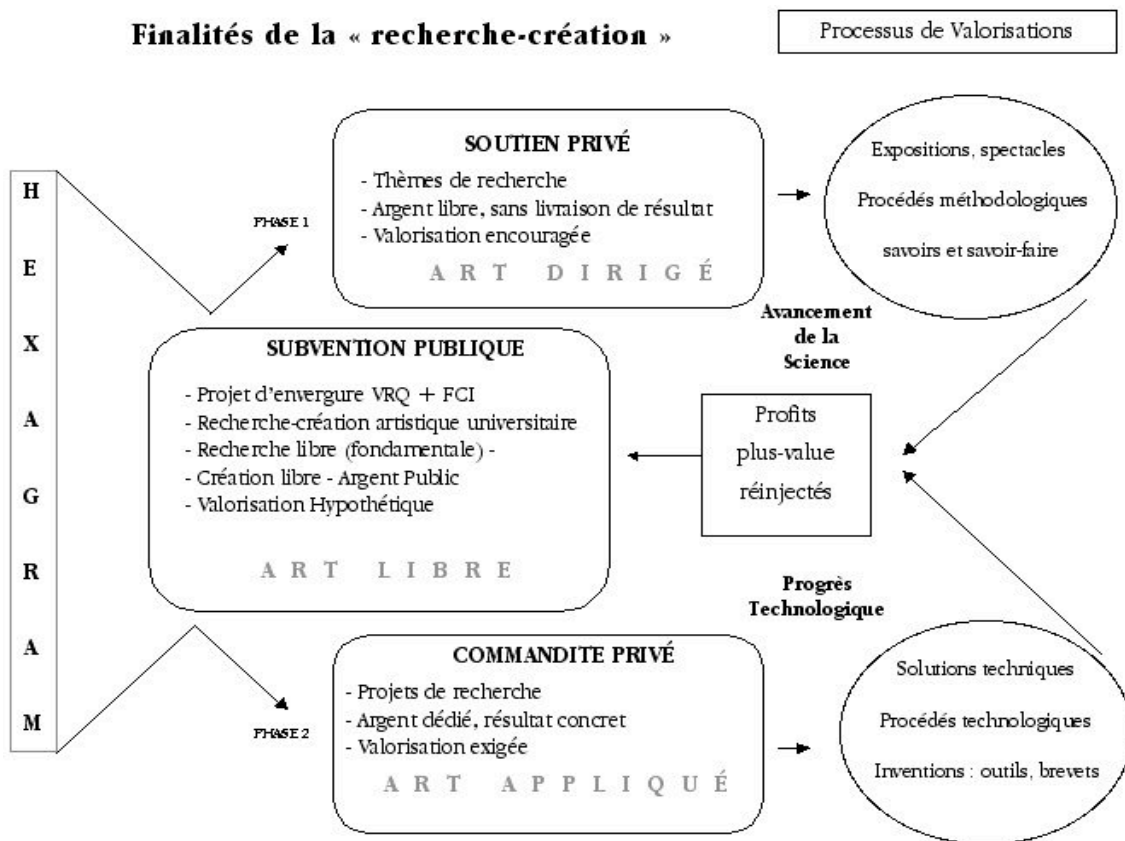 Finalités de la « recherche-création »
Processus de Valorisations
H
E
X
A
G
R
A
M
PHASE 1
SOUTIEN PRIVÉ
- Thèmes de recherche
- Argent libre, sans livraison de résultat
- Valorisation encouragée
ART DIRIGÉ
Expositions, spectacles
Procédés méthodologiques
savoirs et savoir-faire
Avancement
de la
Science
SUBVENTION PUBLIQUE
- Projet d'envergure VRQ + FCI
- Recherche-création artistique universitaire
- Recherche libre (fondamentale) -
- Création libre - Argent Public
- Valorisation Hypothétique
ART LIBRE
Profits
plus-value
réinjectés
Progrès
Technologique
PHASE 2
COMMANDITE PRIVÉ
- Projets de recherche
- Argent dédié, résultat concret
- Valorisation exigée
ART APPLIQUÉ
Solutions techniques
Procédés technologiques
Inventions : outils, brevets